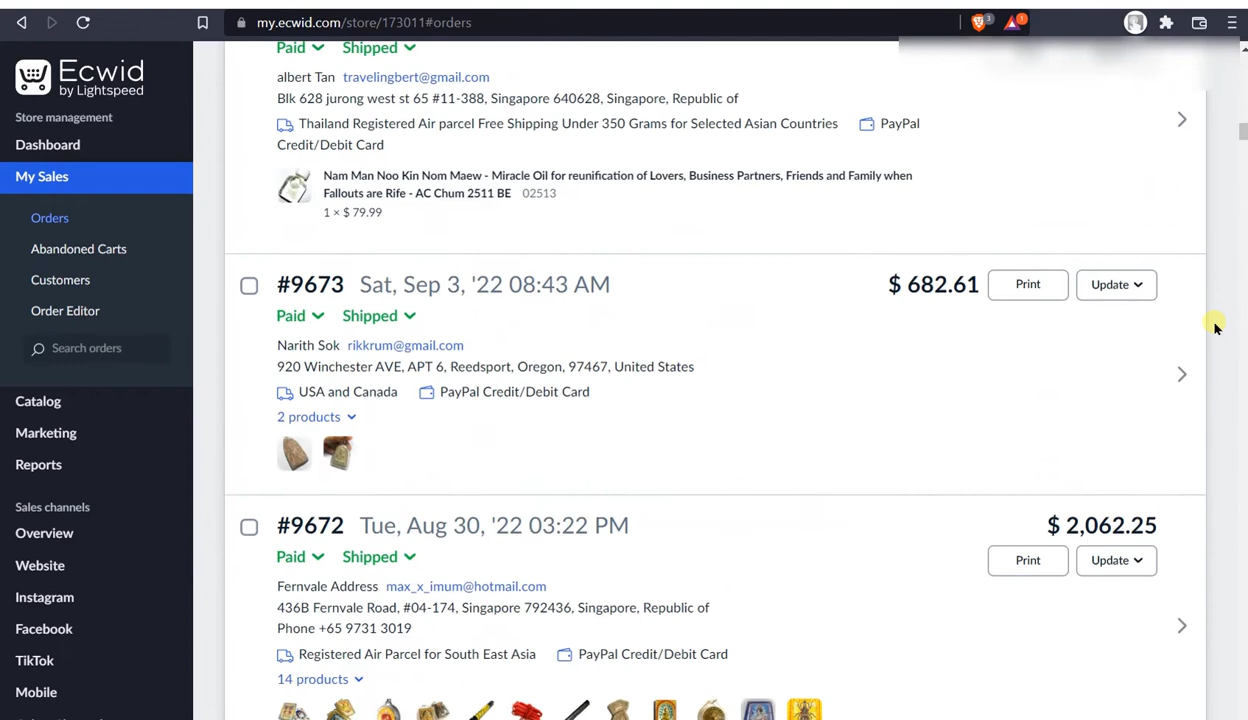 my.ecwid.com/store/173011#orders
3
1
Ecwid
by Lightspeed
Store management
Dashboard
My Sales
Orders
Abandoned Carts
Customers
Order Editor
Search orders
Catalog
Marketing
Reports
Sales channels
Overview
Website
Instagram
Facebook
TikTok
Mobile
Paid Shipped
albert Tan travelingbert@gmail.com
Blk 628 jurong west st 65 #11-388, Singapore 640628, Singapore, Republic of
Thailand Registered Air parcel Free Shipping Under 350 Grams for Selected Asian Countries PayPal
Credit/Debit Card
Nam Man Noo Kin Nom Maew - Miracle Oil for reunification of Lovers, Business Partners, Friends and Family when
Fallouts are Rife - AC Chum 2511 BE 02513
1 × $ 79.99
#9673 Sat, Sep 3, '22 08:43 AM $ 682.61 Print Update
Paid Shipped
Narith Sok rikkrum@gmail.com
920 Winchester AVE, APT 6, Reedsport, Oregon, 97467, United States
USA and Canada PayPal Credit/Debit Card
2 products
#9672 Tue, Aug 30, '22 03:22 PM $ 2,062.25
Paid Shipped Print Update
Fernvale Address max_x_imum@hotmail.com
436B Fernvale Road, #04-174, Singapore 792436, Singapore, Republic of
Phone +65 9731 3019
Registered Air Parcel for South East Asia PayPal Credit/Debit Card
14 products